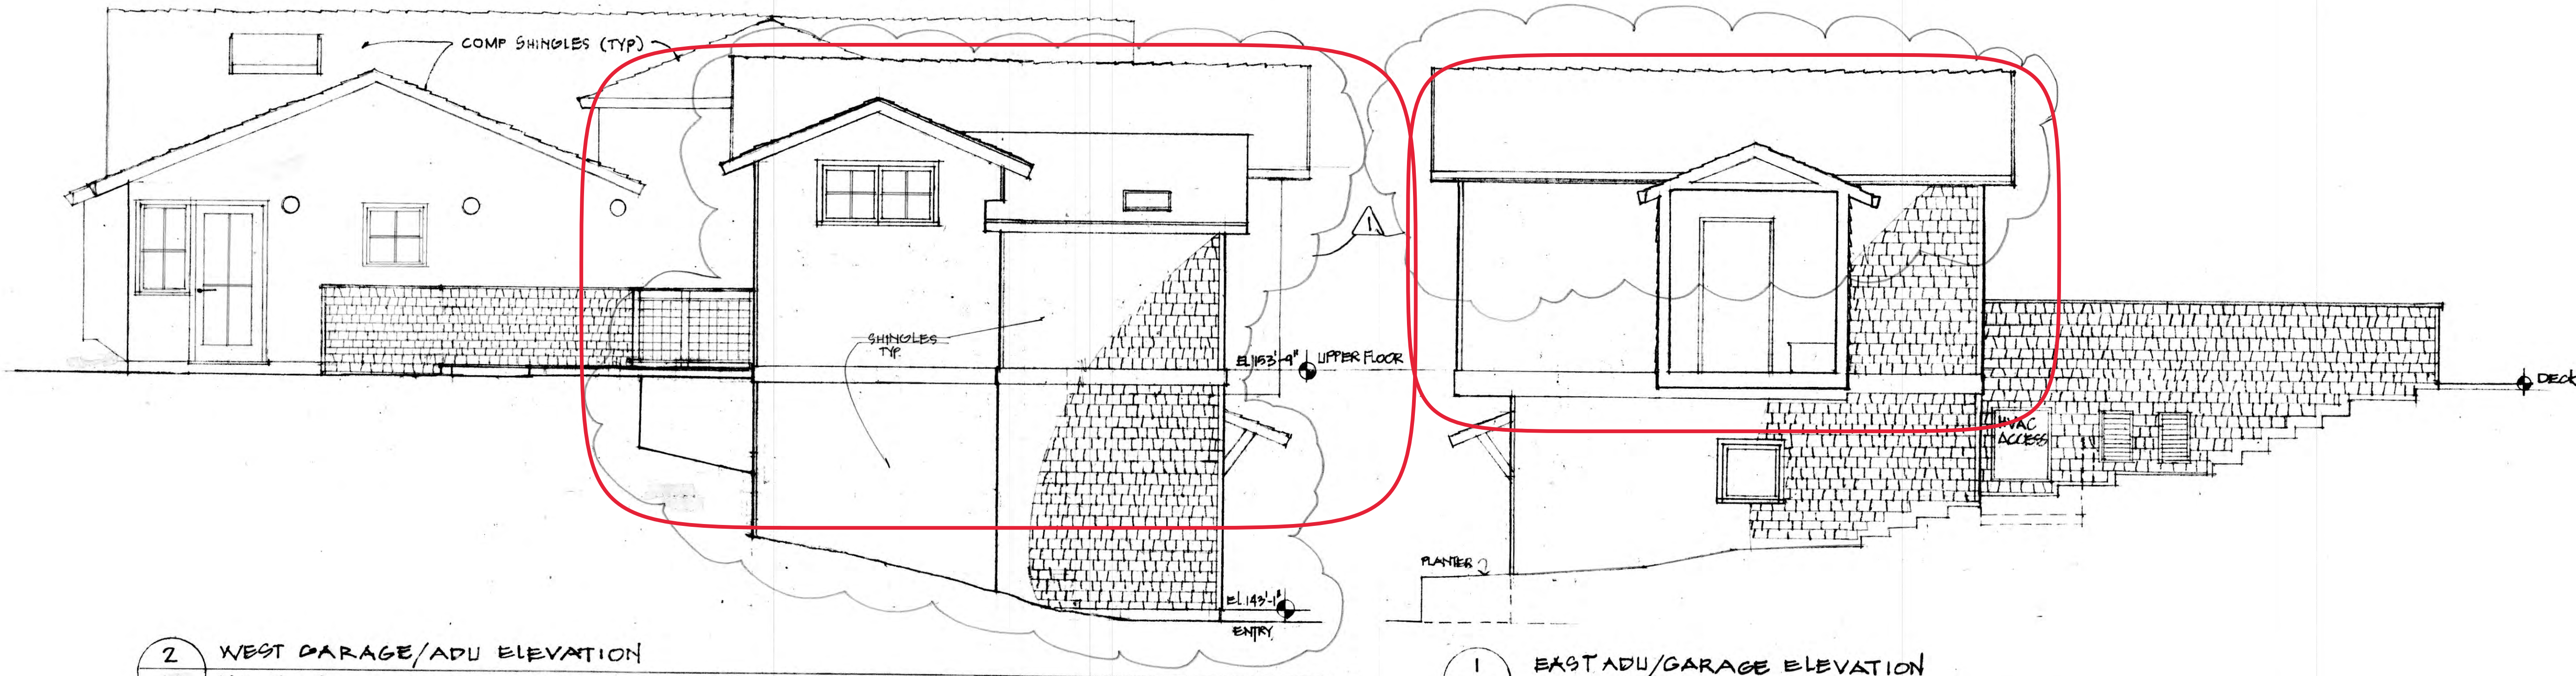 COMP SHINGLES (TYP)
SHINGLES
TYP.
1
EL 153'-9" UPPER FLOOR
EL 143'-1"
ENTRY
HVAC
ACCESS
DECK
PLANTER
2 WEST GARAGE/ADU ELEVATION
1 EAST ADU/GARAGE ELEVATION